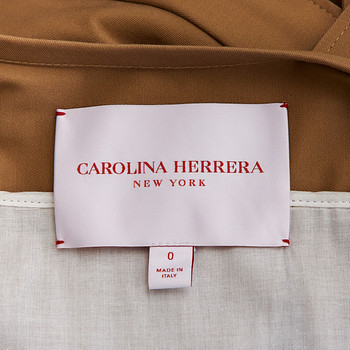 CAROLINA HERRERA
NEW YORK
0
MADE IN
ITALY